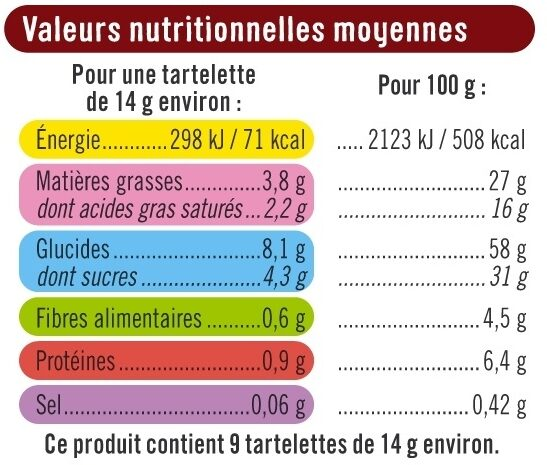 Valeurs nutritionnelles moyennes
Pour une tartelette
de 14 g environ :
Pour 100 g :
Énergie............298 kJ / 71 kcal ..... 2123 kJ / 508 kcal
Matières grasses..............3,8 g ...........................27 g
dont acides gras saturés...2,2 g ........................... 16 g
Glucides...........................8,1 g ...........................58 g
dont sucres......................4,3 g ...........................31 g
Fibres alimentaires ..........0,6 g ..........................4,5 g
Protéines..........................0,9 g ..........................6,4 g
Sel..................................0,06 g ........................0,42 g
Ce produit contient 9 tartelettes de 14 g environ.